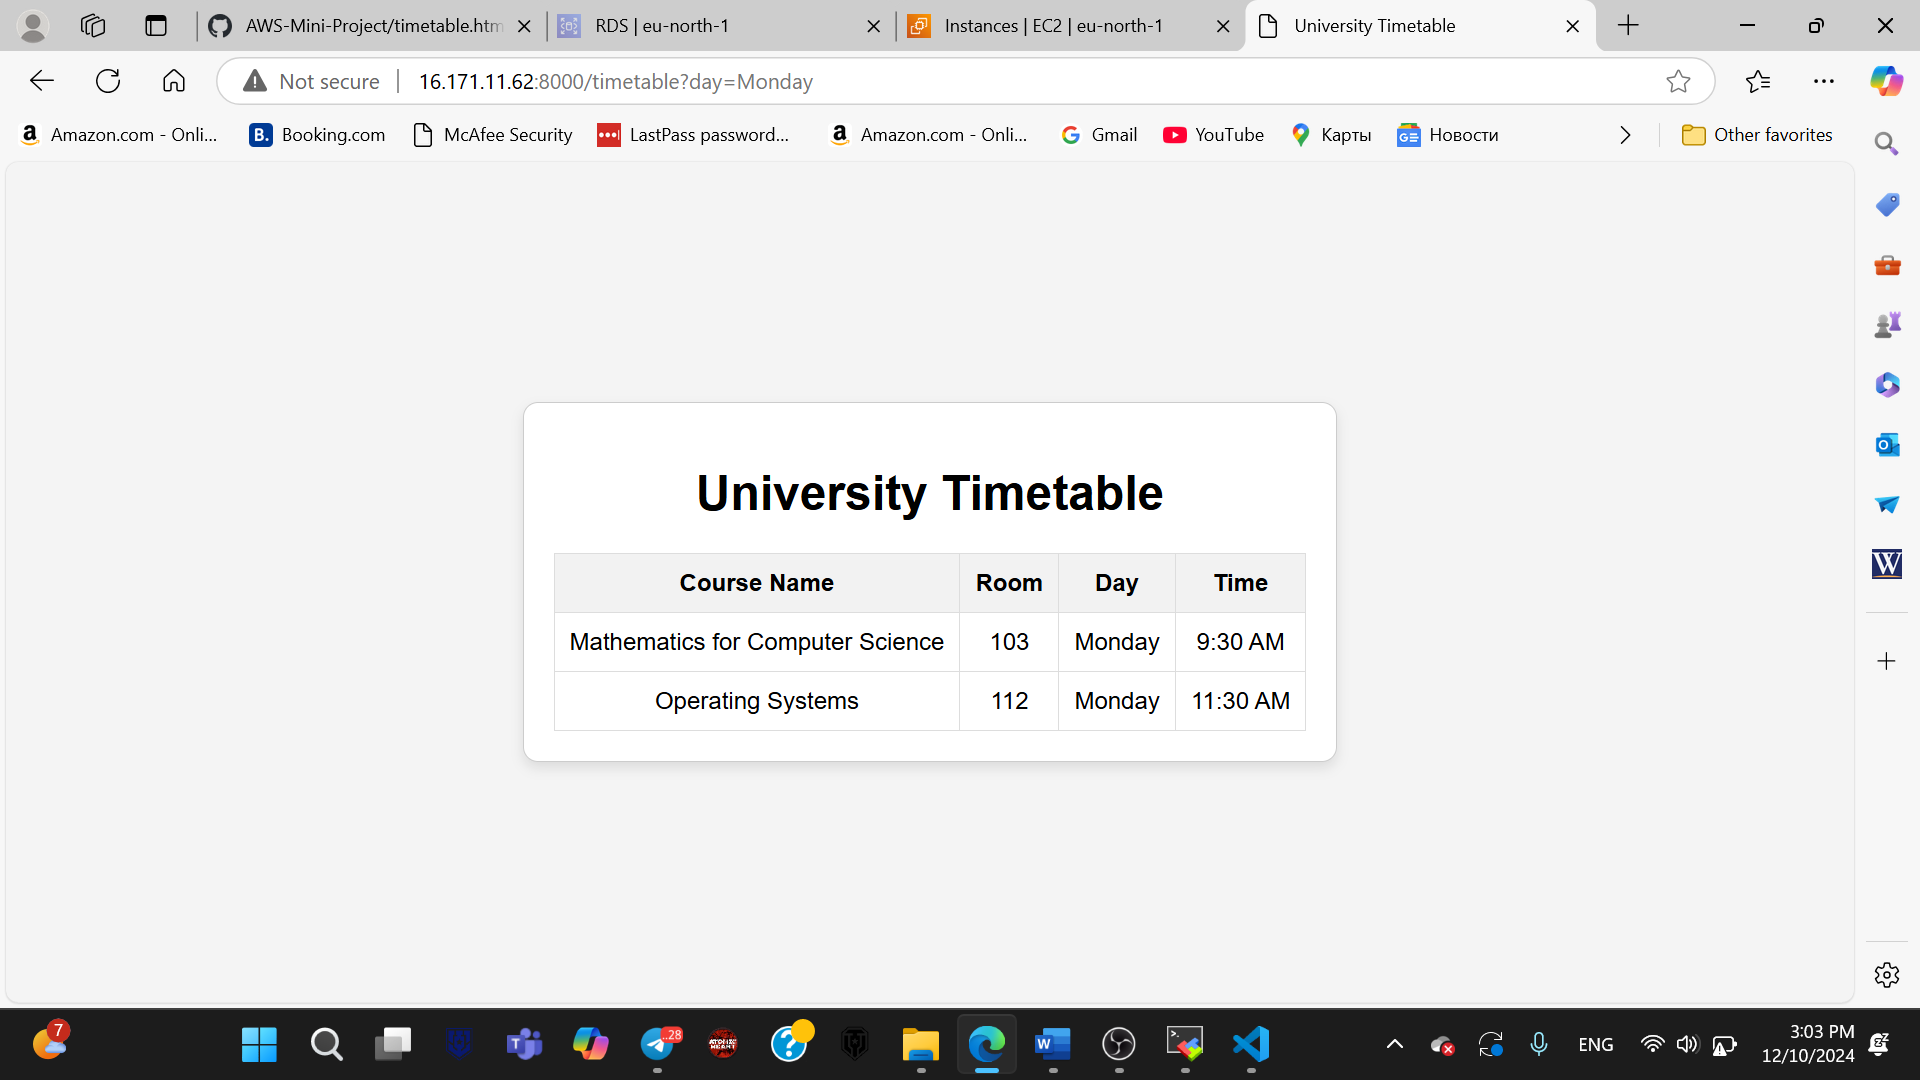 AWS-Mini-Project/timetable.htm
RDS | eu-north-1
Instances | EC2 | eu-north-1
University Timetable
Not secure
16.171.11.62:8000/timetable?day=Monday
Amazon.com - Onli...
Booking.com
McAfee Security
LastPass password...
Amazon.com - Onli...
Gmail
YouTube
Карты
Новости
Other favorites
University Timetable
Course Name Room Day Time
Mathematics for Computer Science 103 Monday 9:30 AM
Operating Systems 112 Monday 11:30 AM
7
..28
ENG
3:03 PM
12/10/2024